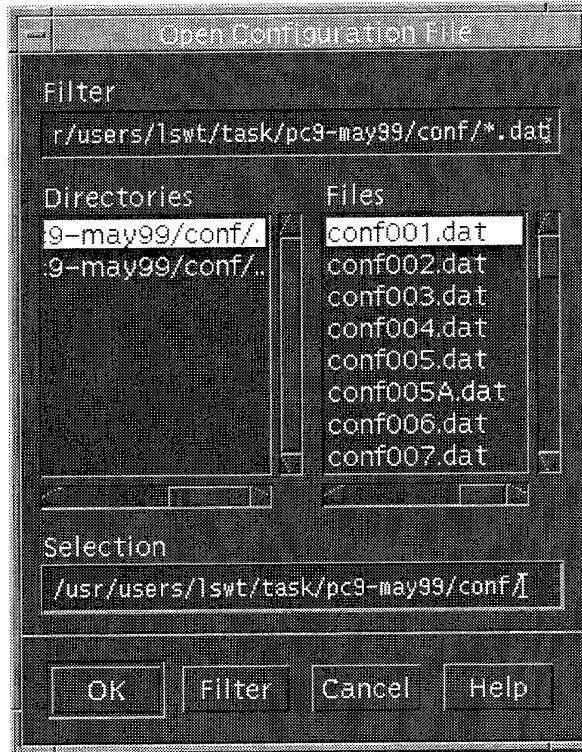 Open Configuration File
Filter
r/users/lswt/task/pc9-may99/conf/*.dat
Directories
:9-may99/conf/.
:9-may99/conf/..
Files
conf001.dat
conf002.dat
conf003.dat
conf004.dat
conf005.dat
conf005A.dat
conf006.dat
conf007.dat
Selection
/usr/users/lswt/task/pc9-may99/conf/
OK
Filter
Cancel
Help